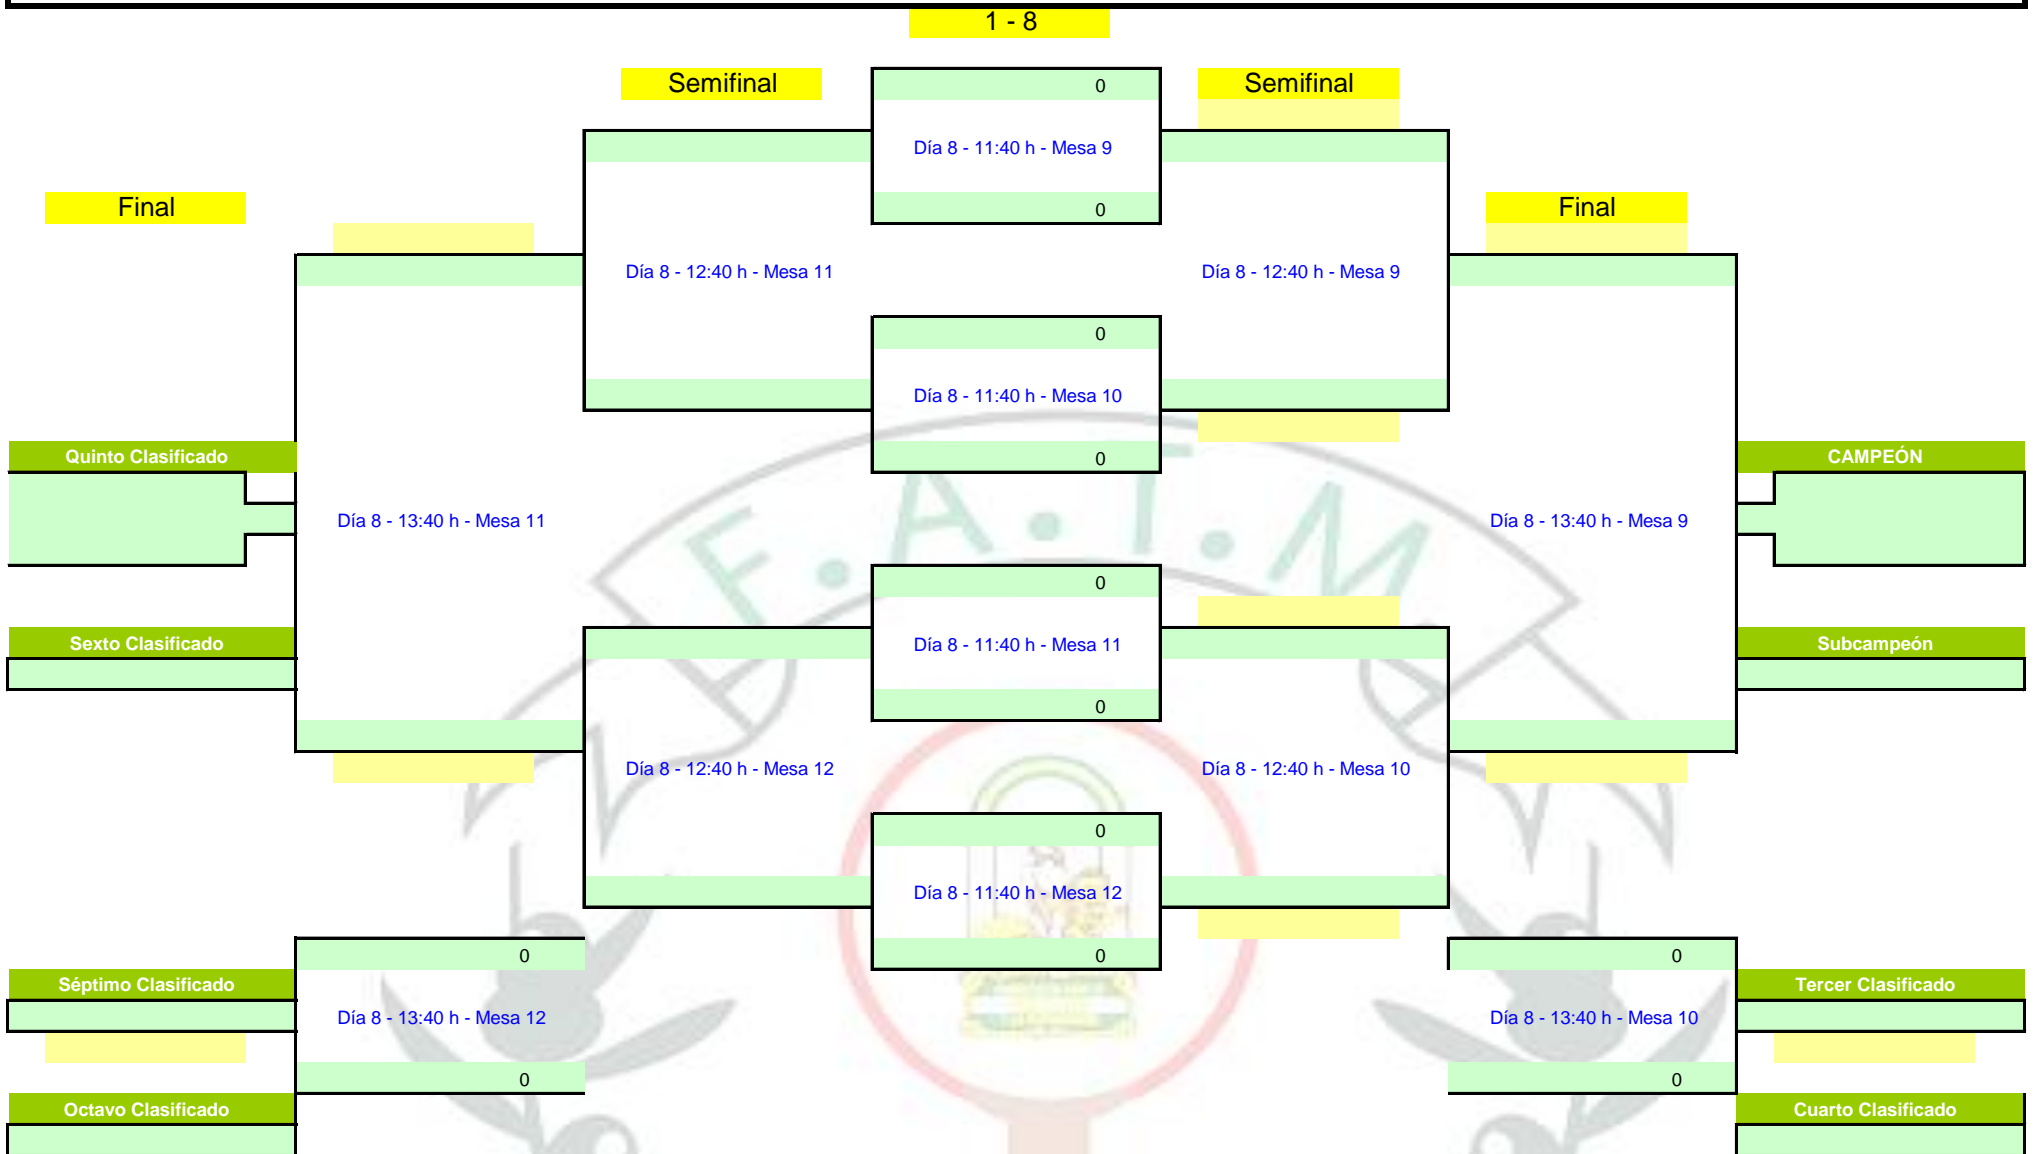 1 - 8
Semifinal
0
Semifinal
Día 8 - 11:40 h - Mesa 9
Final
0
Final
Día 8 - 12:40 h - Mesa 11
Día 8 - 12:40 h - Mesa 9
0
Día 8 - 11:40 h - Mesa 10
Quinto Clasificado
0
CAMPEÓN
Día 8 - 13:40 h - Mesa 11
F.A.T.M
Día 8 - 13:40 h - Mesa 9
0
Sexto Clasificado
Día 8 - 11:40 h - Mesa 11
Subcampeón
0
Día 8 - 12:40 h - Mesa 12
Día 8 - 12:40 h - Mesa 10
0
Día 8 - 11:40 h - Mesa 12
0
0
0
Séptimo Clasificado
Tercer Clasificado
Día 8 - 13:40 h - Mesa 12
Día 8 - 13:40 h - Mesa 10
0
0
Octavo Clasificado
Cuarto Clasificado